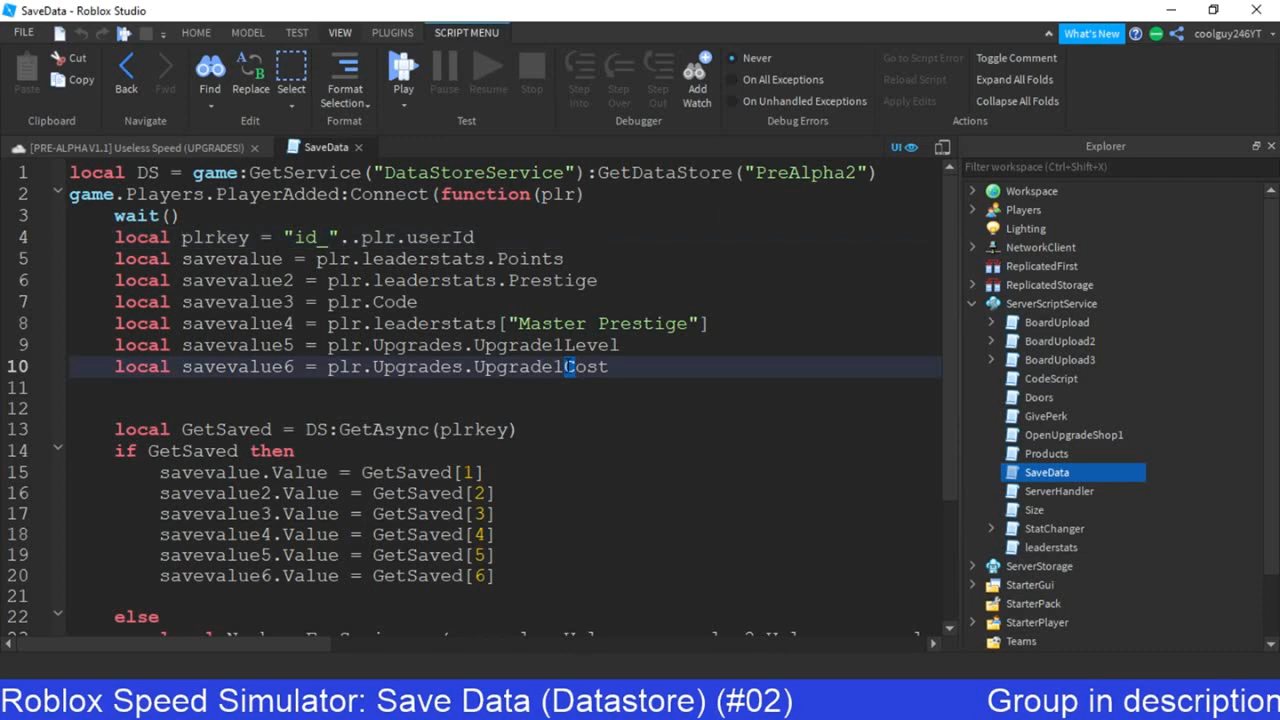 SaveData - Roblox Studio
FILE HOME MODEL TEST VIEW PLUGINS SCRIPT MENU What's New coolguy246YT
Paste Cut Copy Clipboard
Back Fwd Navigate
Find Replace Select Edit
Format Selection Format
Play Pause Resume Stop Test
Step Into Step Over Step Out Add Watch Debugger
Never On All Exceptions On Unhandled Exceptions Debug Errors
Go to Script Error Reload Script Apply Edits Toggle Comment Expand All Folds Collapse All Folds Actions
[PRE-ALPHA V1.1] Useless Speed (UPGRADES!) SaveData UI
1 local DS = game:GetService("DataStoreService"):GetDataStore("PreAlpha2")
2 game.Players.PlayerAdded:Connect(function(plr)
3 wait()
4 local plrkey = "id_"..plr.userId
5 local savevalue = plr.leaderstats.Points
6 local savevalue2 = plr.leaderstats.Prestige
7 local savevalue3 = plr.Code
8 local savevalue4 = plr.leaderstats["Master Prestige"]
9 local savevalue5 = plr.Upgrades.Upgrade1Level
10 local savevalue6 = plr.Upgrades.Upgrade1Cost
11
12
13 local GetSaved = DS:GetAsync(plrkey)
14 if GetSaved then
15 savevalue.Value = GetSaved[1]
16 savevalue2.Value = GetSaved[2]
17 savevalue3.Value = GetSaved[3]
18 savevalue4.Value = GetSaved[4]
19 savevalue5.Value = GetSaved[5]
20 savevalue6.Value = GetSaved[6]
21
22 else
Explorer
Filter workspace (Ctrl+Shift+X)
Workspace
Players
Lighting
NetworkClient
ReplicatedFirst
ReplicatedStorage
ServerScriptService
BoardUpload
BoardUpload2
BoardUpload3
CodeScript
Doors
GivePerk
OpenUpgradeShop1
Products
SaveData
ServerHandler
Size
StatChanger
leaderstats
ServerStorage
StarterGui
StarterPack
StarterPlayer
Teams
Roblox Speed Simulator: Save Data (Datastore) (#02) Group in description